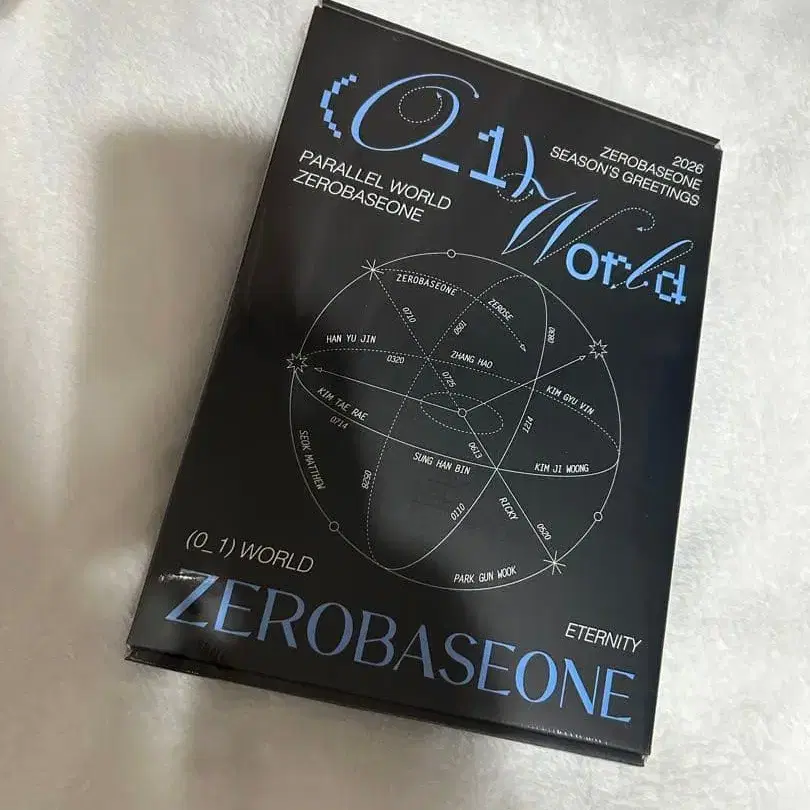 (0_1)
World
2026
ZEROBASEONE
SEASON'S GREETINGS
PARALLEL WORLD
ZEROBASEONE
ZEROBASEONE
ZEROSE
0710
0501
0830
HAN YU JIN
0320
ZHANG HAO
0725
KIM GYU VIN
KIM TAE RAE
0714
1214
SEOK MATTHEW
0613
SUNG HAN BIN
KIM JI WOONG
0528
0110
RICKY
0520
PARK GUN WOOK
(0_1) WORLD
ZEROBASEONE
ETERNITY